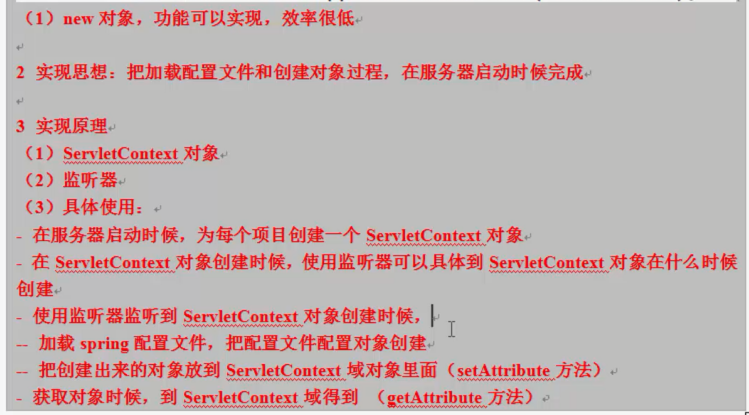 （1）new 对象，功能可以实现，效率很低
2 实现思想：把加载配置文件和创建对象过程，在服务器启动时候完成
3 实现原理
（1）ServletContext 对象
（2）监听器
（3）具体使用：
- 在服务器启动时候，为每个项目创建一个 ServletContext 对象
- 在 ServletContext 对象创建时候，使用监听器可以具体到 ServletContext 对象在什么时候
创建
- 使用监听器监听到 ServletContext 对象创建时候，
-- 加载 spring 配置文件，把配置文件配置对象创建
-- 把创建出来的对象放到 ServletContext 域对象里面（setAttribute 方法）
- 获取对象时候，到 ServletContext 域得到 （getAttribute 方法）